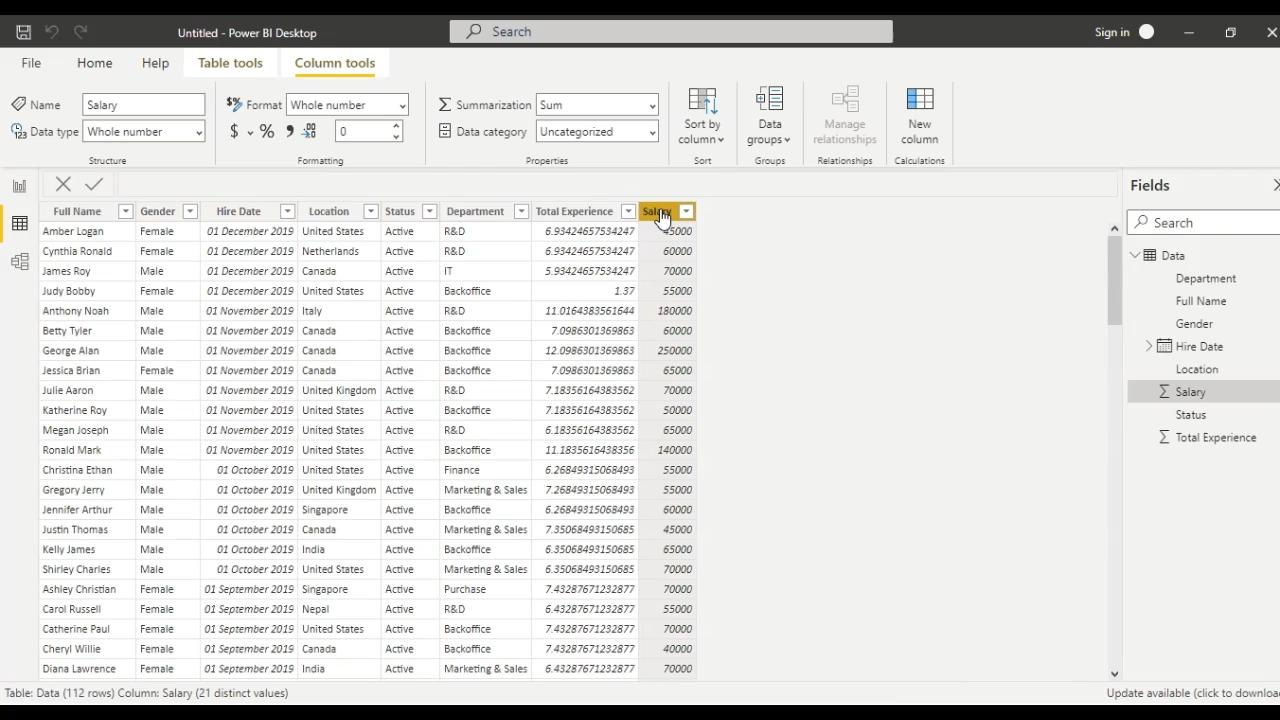 Untitled - Power BI Desktop
Search
Sign in
File Home Help Table tools Column tools
Name Salary
Format Whole number
Summarization Sum
Data type Whole number
$ % 0
Data category Uncategorized
Sort by column
Data groups
Manage relationships
New column
Structure Formatting Properties Sort Groups Relationships Calculations
Full Name Gender Hire Date Location Status Department Total Experience Salary
Amber Logan Female 01 December 2019 United States Active R&D 6.93424657534247 45000
Cynthia Ronald Female 01 December 2019 Netherlands Active R&D 6.93424657534247 60000
James Roy Male 01 December 2019 Canada Active IT 5.93424657534247 70000
Judy Bobby Female 01 December 2019 United States Active Backoffice 1.37 55000
Anthony Noah Male 01 November 2019 Italy Active R&D 11.0164383561644 180000
Betty Tyler Male 01 November 2019 Canada Active Backoffice 7.0986301369863 60000
George Alan Male 01 November 2019 Canada Active Backoffice 12.0986301369863 250000
Jessica Brian Female 01 November 2019 Canada Active Backoffice 7.0986301369863 65000
Julie Aaron Male 01 November 2019 United Kingdom Active R&D 7.18356164383562 70000
Katherine Roy Male 01 November 2019 United States Active Backoffice 7.18356164383562 50000
Megan Joseph Male 01 November 2019 United States Active R&D 6.18356164383562 65000
Ronald Mark Male 01 November 2019 United States Active Backoffice 11.1835616438356 140000
Christina Ethan Male 01 October 2019 United States Active Finance 6.26849315068493 55000
Gregory Jerry Male 01 October 2019 United Kingdom Active Marketing & Sales 7.26849315068493 55000
Jennifer Arthur Male 01 October 2019 Singapore Active Backoffice 6.26849315068493 60000
Justin Thomas Male 01 October 2019 Canada Active Marketing & Sales 7.35068493150685 45000
Kelly James Male 01 October 2019 India Active Backoffice 6.35068493150685 65000
Shirley Charles Male 01 October 2019 United States Active Marketing & Sales 6.35068493150685 70000
Ashley Christian Female 01 September 2019 Singapore Active Purchase 7.43287671232877 70000
Carol Russell Female 01 September 2019 Nepal Active R&D 6.43287671232877 55000
Catherine Paul Female 01 September 2019 United States Active Backoffice 7.43287671232877 70000
Cheryl Willie Female 01 September 2019 Canada Active Backoffice 7.43287671232877 40000
Diana Lawrence Female 01 September 2019 India Active Marketing & Sales 6.43287671232877 70000
Fields
Search
Data
Department
Full Name
Gender
Hire Date
Location
Salary
Status
Total Experience
Table: Data (112 rows) Column: Salary (21 distinct values)
Update available (click to download